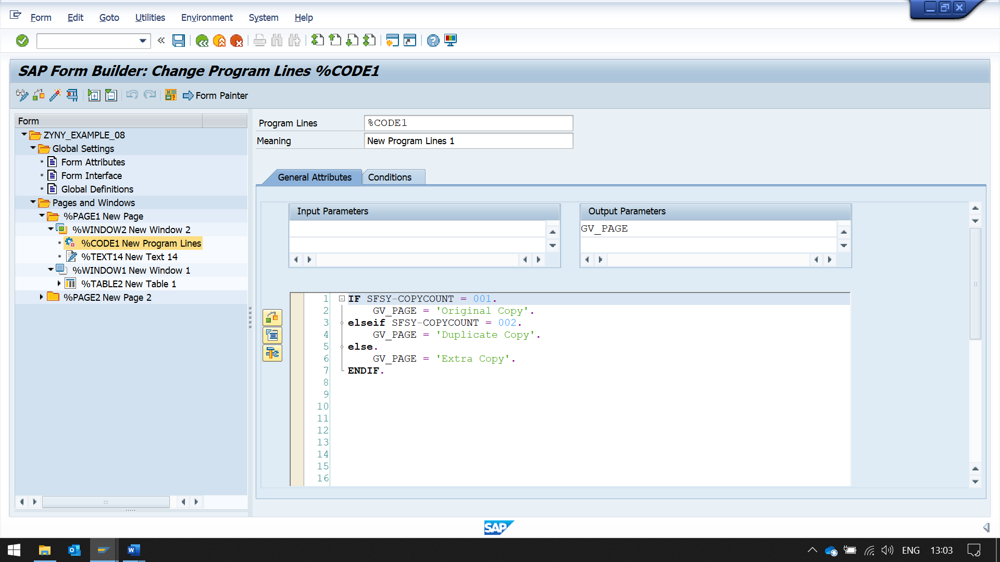 Form Edit Goto Utilities Environment System Help
SAP Form Builder: Change Program Lines %CODE1
Form Painter
Form
ZYNY_EXAMPLE_08
Global Settings
Form Attributes
Form Interface
Global Definitions
Pages and Windows
%PAGE1 New Page
%WINDOW2 New Window 2
%CODE1 New Program Lines
%TEXT14 New Text 14
%WINDOW1 New Window 1
%TABLE2 New Table 1
%PAGE2 New Page 2
Program Lines %CODE1
Meaning New Program Lines 1
General Attributes Conditions
Input Parameters
Output Parameters
GV_PAGE
1 IF SFSY-COPYCOUNT = 001.
2 GV_PAGE = 'Original Copy'.
3 elseif SFSY-COPYCOUNT = 002.
4 GV_PAGE = 'Duplicate Copy'.
5 else.
6 GV_PAGE = 'Extra Copy'.
7 ENDIF.
8
9
10
11
12
13
14
15
16
SAP
ENG 13:03